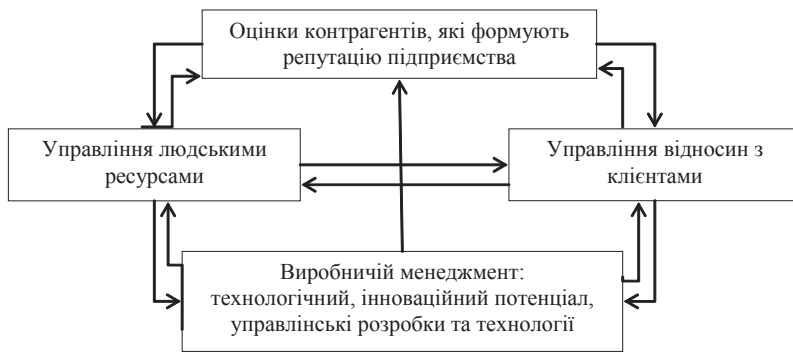 Оцінки контрагентів, які формують
репутацію підприємства
Управління людськими
ресурсами
Управління відносин з
клієнтами
Виробничій менеджмент:
технологічний, інноваційний потенціал,
управлінські розробки та технології